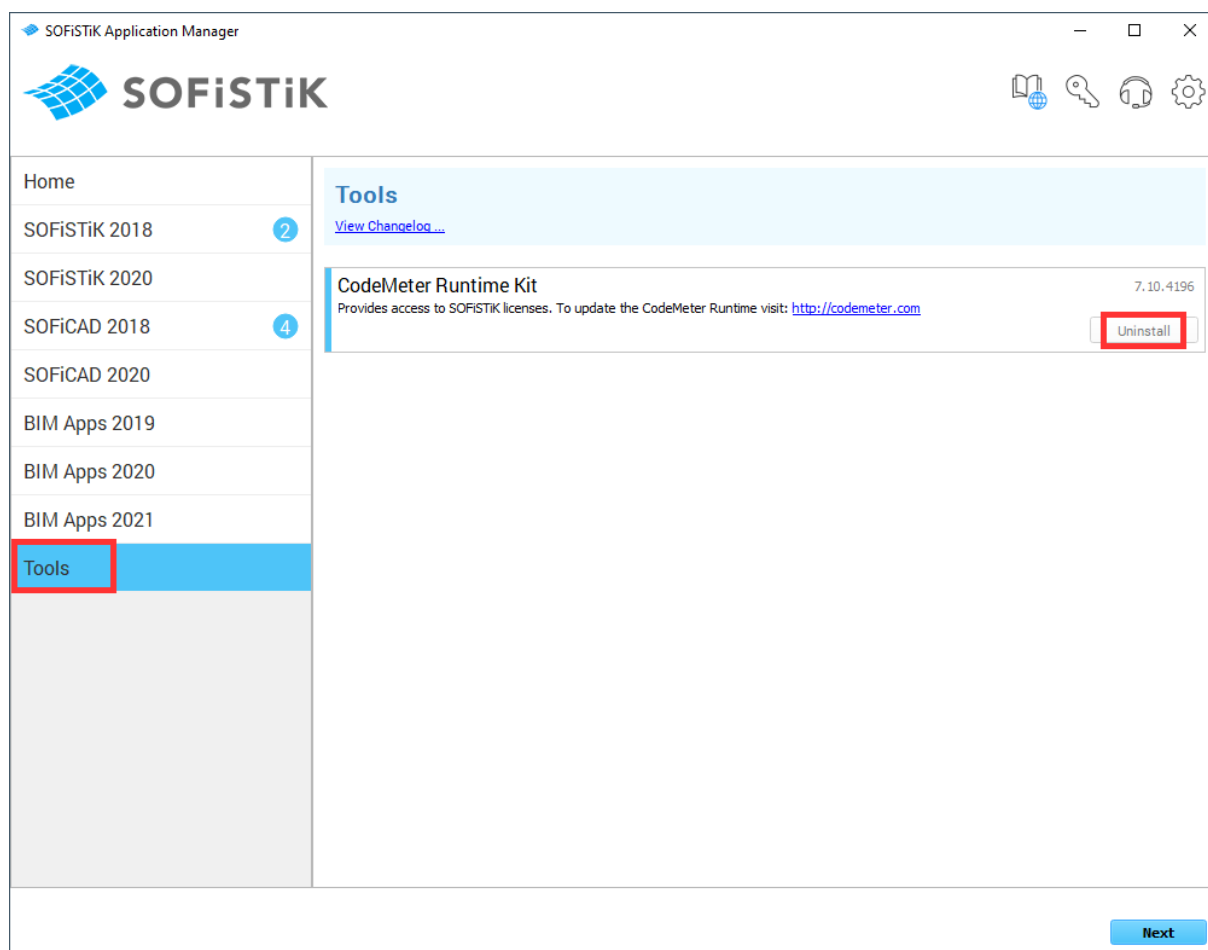 SOFiSTiK Application Manager
SOFiSTiK
Home
SOFiSTiK 2018 2
SOFiSTiK 2020
SOFiCAD 2018 4
SOFiCAD 2020
BIM Apps 2019
BIM Apps 2020
BIM Apps 2021
Tools
Tools
View Changelog ...
CodeMeter Runtime Kit 7.10.4196
Provides access to SOFiSTiK licenses. To update the CodeMeter Runtime visit: http://codemeter.com
Uninstall
Next